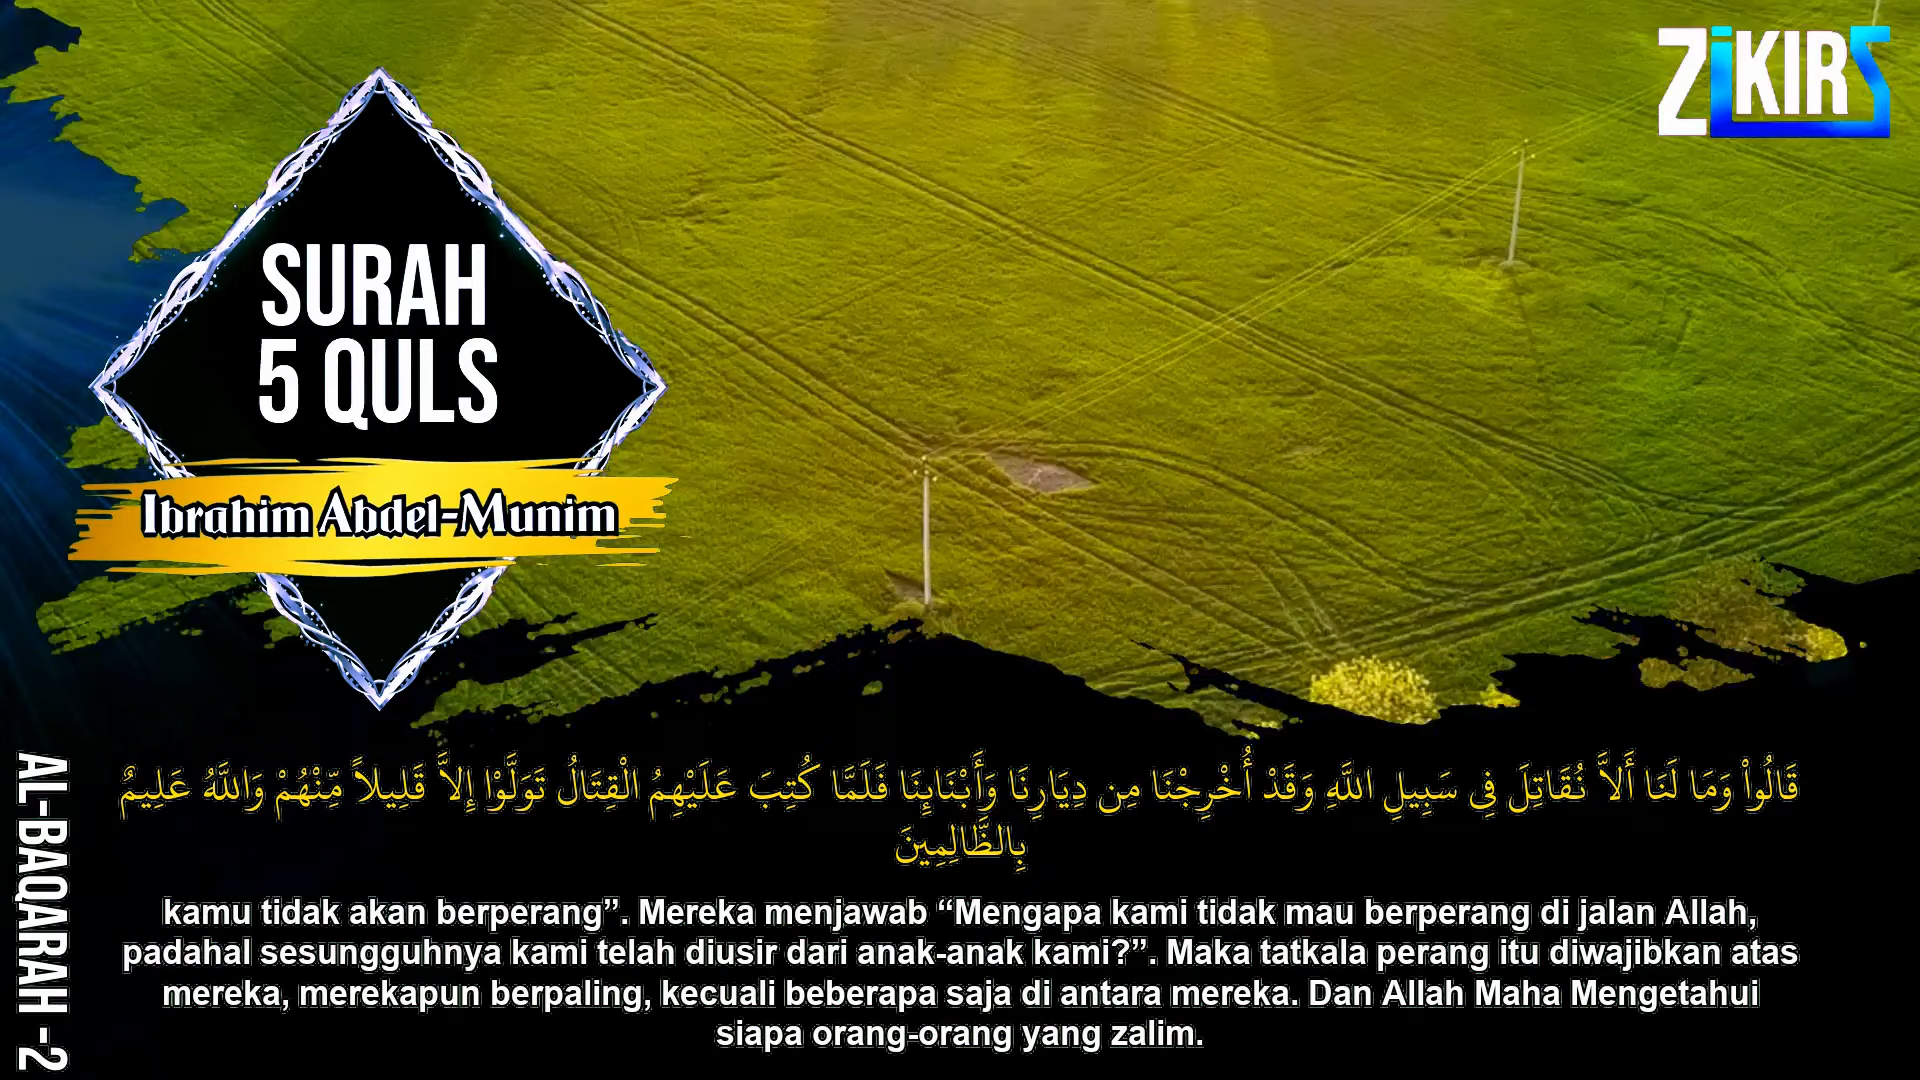 ZiKIRS
SURAH
5 QULS
Ibrahim Abdel-Munim
AL-BAQARAH -2
قَالُواْ وَمَا لَنَا أَلاَّ نُقَاتِلَ فِي سَبِيلِ اللَّهِ وَقَدْ أُخْرِجْنَا مِن دِيَارِنَا وَأَبْنَائِنَا فَلَمَّا كُتِبَ عَلَيْهِمُ الْقِتَالُ تَوَلَّوْا إِلاَّ قَلِيلاً مِّنْهُمْ وَاللَّهُ عَلِيمٌ
بِالظَّالِمِينَ
kamu tidak akan berperang”. Mereka menjawab “Mengapa kami tidak mau berperang di jalan Allah,
padahal sesungguhnya kami telah diusir dari anak-anak kami?”. Maka tatkala perang itu diwajibkan atas
mereka, merekapun berpaling, kecuali beberapa saja di antara mereka. Dan Allah Maha Mengetahui
siapa orang-orang yang zalim.